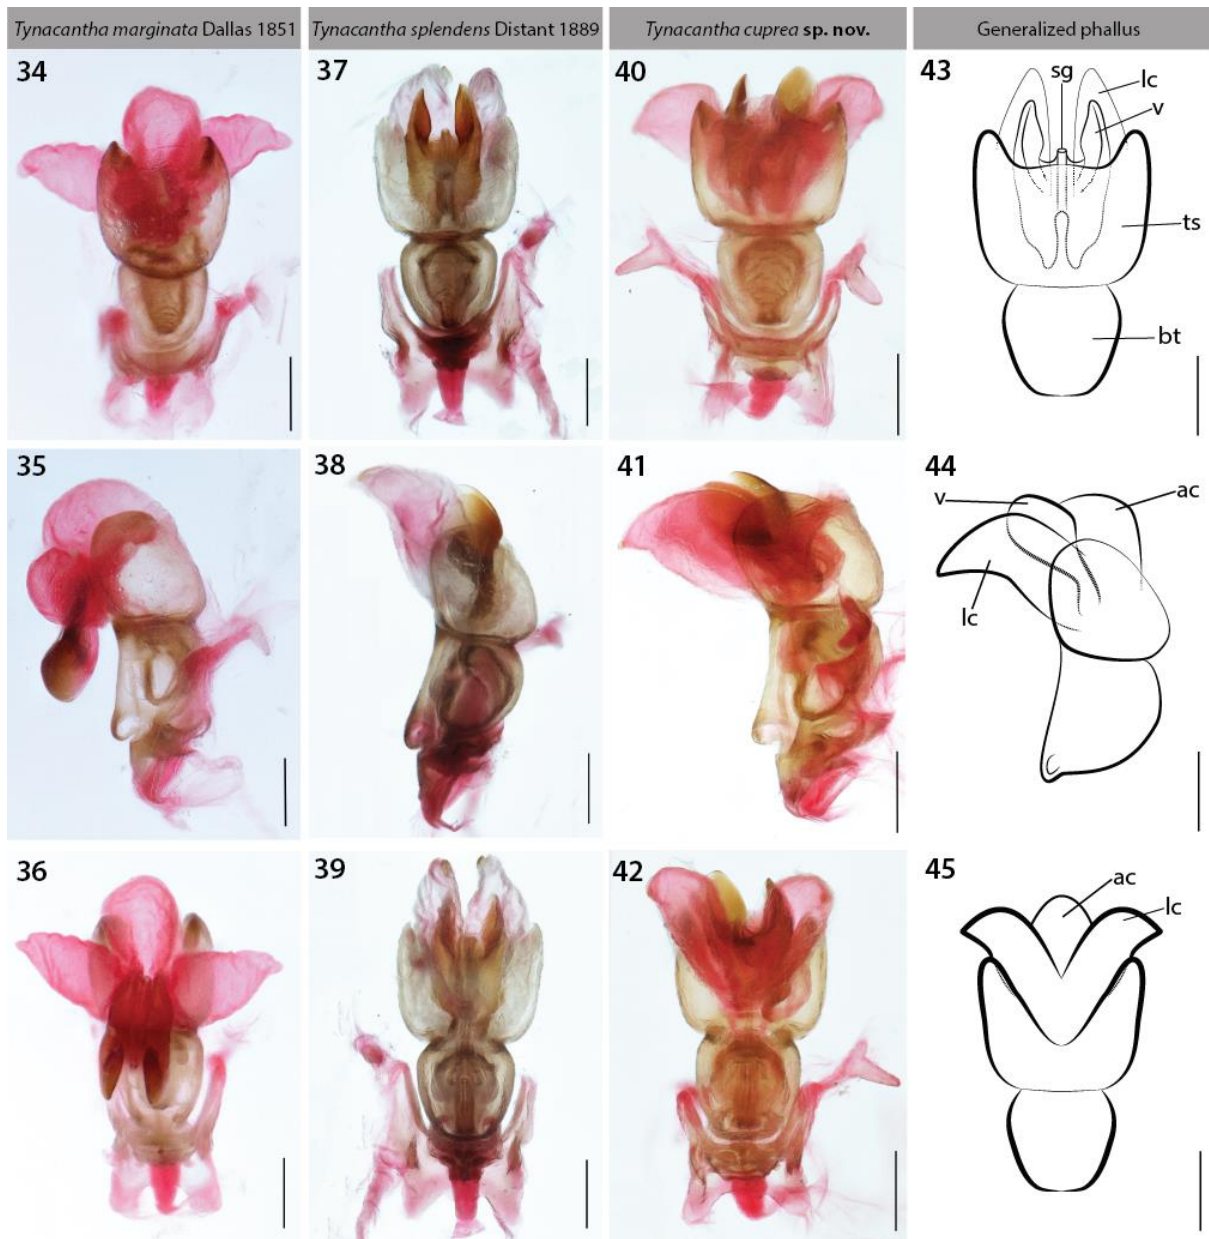 Tynacantha marginata Dallas 1851
Tynacantha splendens Distant 1889
Tynacantha cuprea sp. nov.
Generalized phallus
34
37
40
43
sg
lc
v
ts
bt
35
38
41
44
v
ac
lc
36
39
42
45
ac
lc